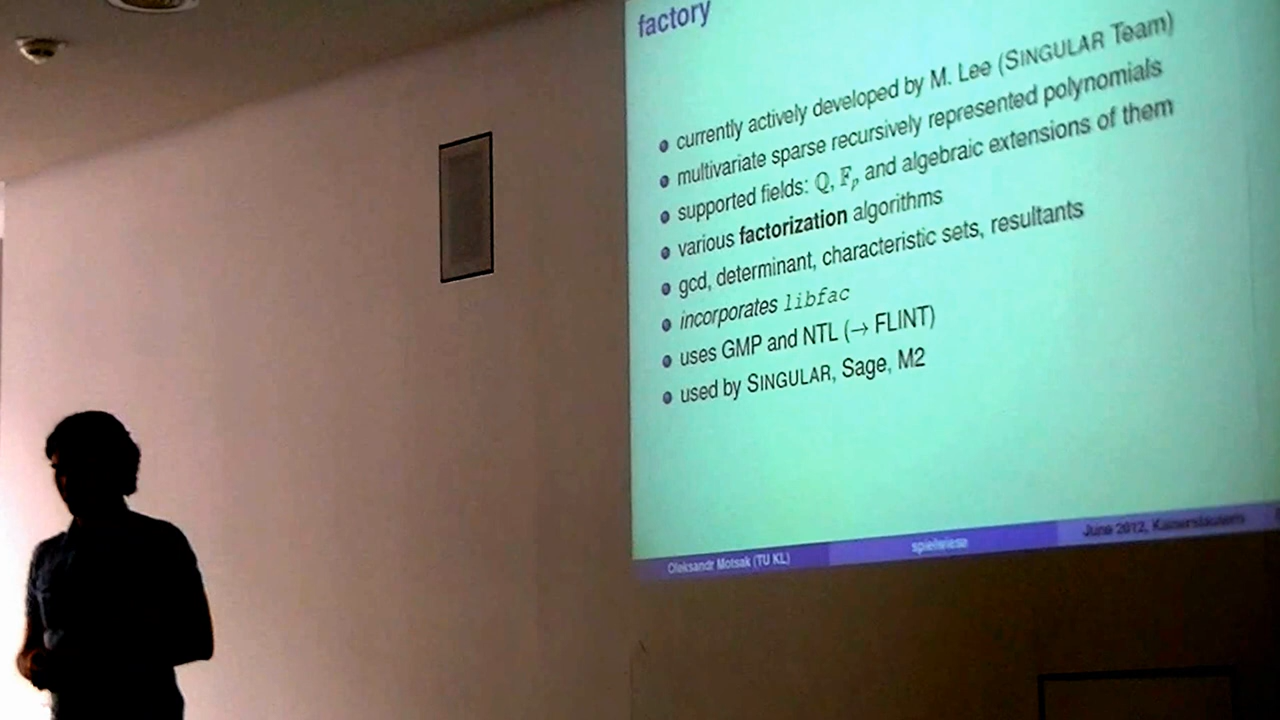 factory
currently actively developed by M. Lee (SINGULAR Team)
multivariate sparse recursively represented polynomials
supported fields: ℚ, 𝔽ₚ and algebraic extensions of them
various factorization algorithms
gcd, determinant, characteristic sets, resultants
incorporates libfac
uses GMP and NTL (→ FLINT)
used by SINGULAR, Sage, M2
Oleksandr Motsak (TU KL)
spielwiese
June 2012, Kaiserslautern